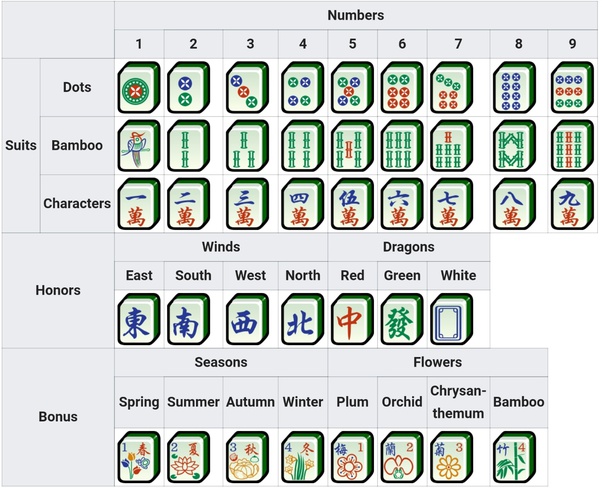 Numbers
1 2 3 4 5 6 7 8 9
Suits
Dots
Bamboo
Characters
一萬 二萬 三萬 四萬 伍萬 六萬 七萬 八萬 九萬
Honors
Winds Dragons
East South West North Red Green White
東 南 西 北 中 發
Bonus
Seasons Flowers
Spring Summer Autumn Winter Plum Orchid Chrysan-
themum Bamboo
1 春 2 夏 3 秋 4 冬 梅 1 蘭 2 菊 3 竹 4